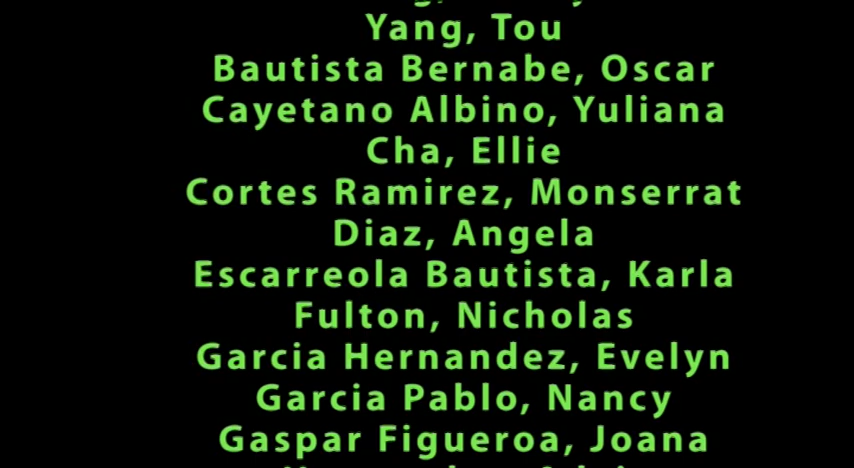 Yang, Tou
Bautista Bernabe, Oscar
Cayetano Albino, Yuliana
Cha, Ellie
Cortes Ramirez, Monserrat
Diaz, Angela
Escarreola Bautista, Karla
Fulton, Nicholas
Garcia Hernandez, Evelyn
Garcia Pablo, Nancy
Gaspar Figueroa, Joana